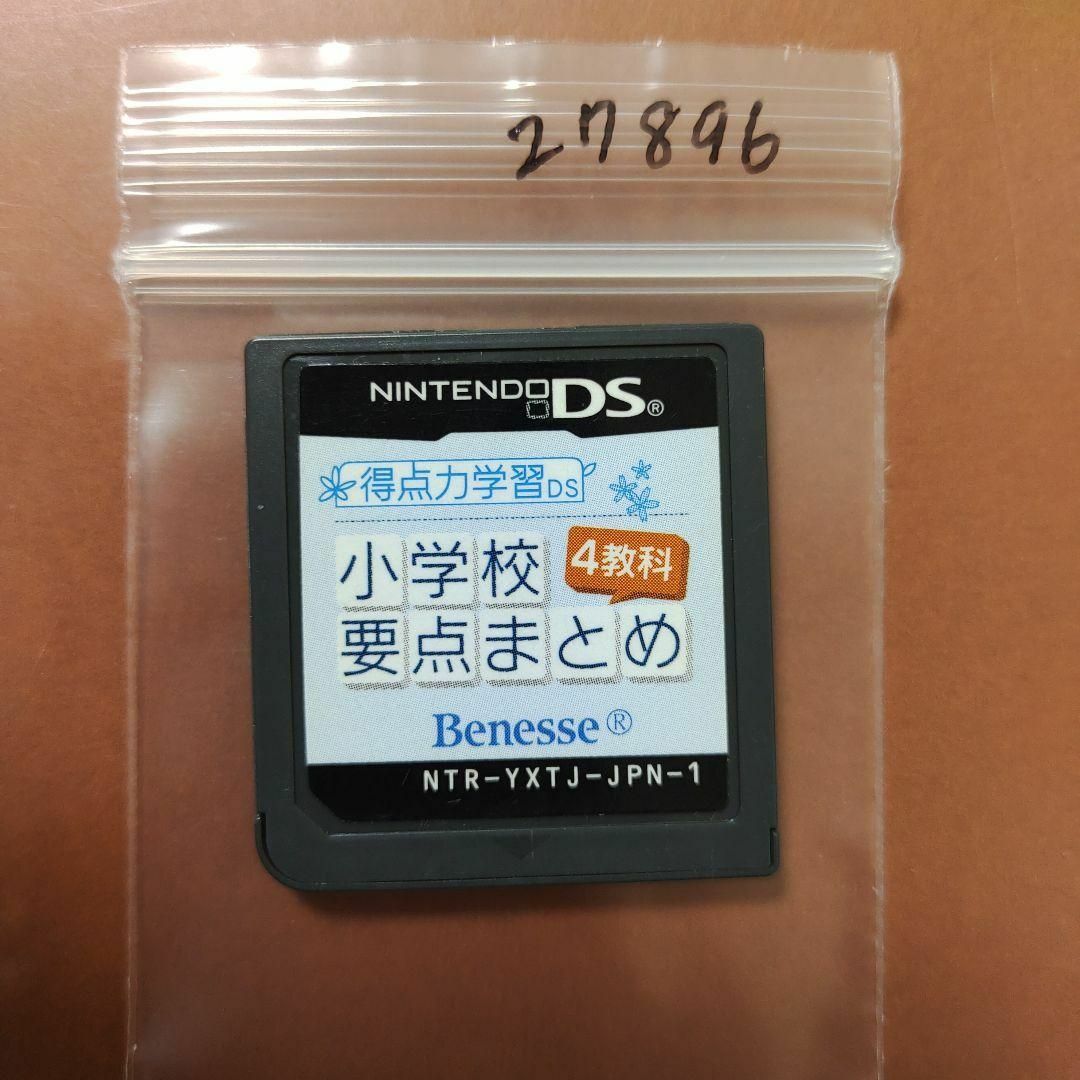 27896
NINTENDO DS®
得点力学習DS
小学校 4教科
要点まとめ
Benesse®
NTR-YXTJ-JPN-1